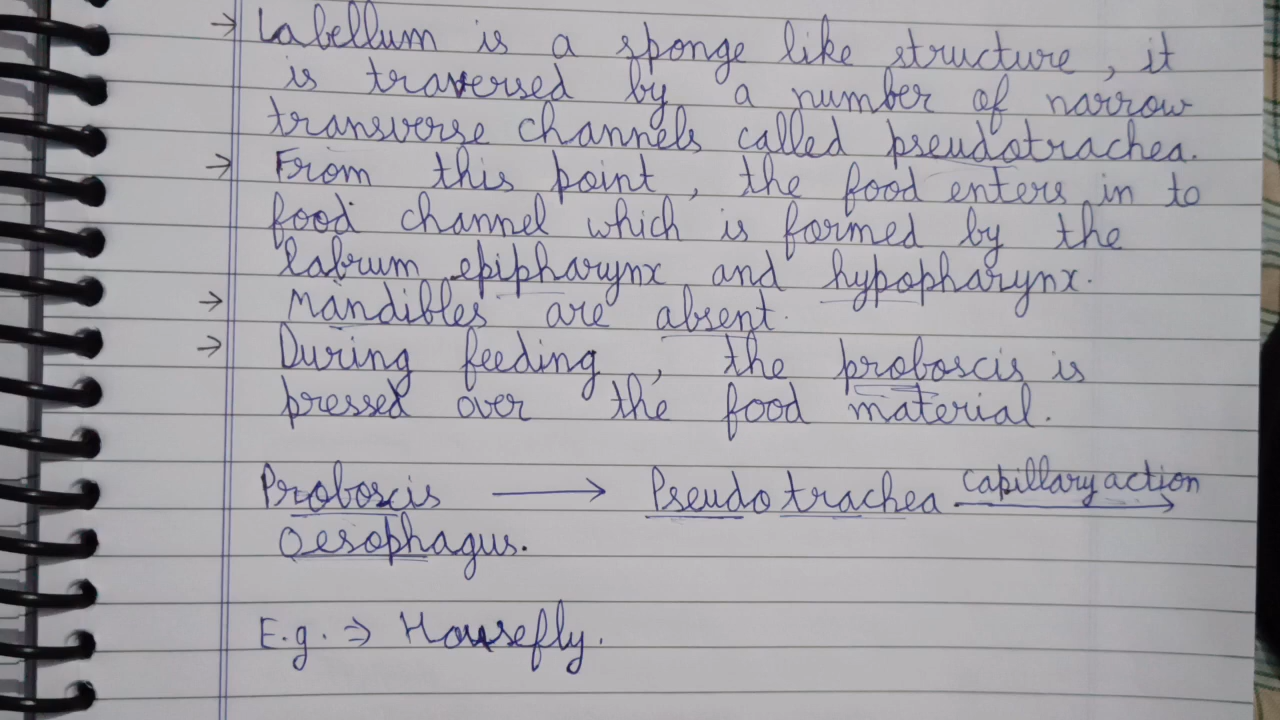 → Labellum is a sponge like structure, it
is traversed by a number of narrow
transverse channels called pseudotrachea.
→ From this point, the food enters in to
food channel which is formed by the
labrum epipharynx and hypopharynx.
→ Mandibles are absent.
→ During feeding, the proboscis is
pressed over the food material.
Proboscis → Pseudotrachea capillary action →
Oesophagus.
E.g. ⇒ Housefly.